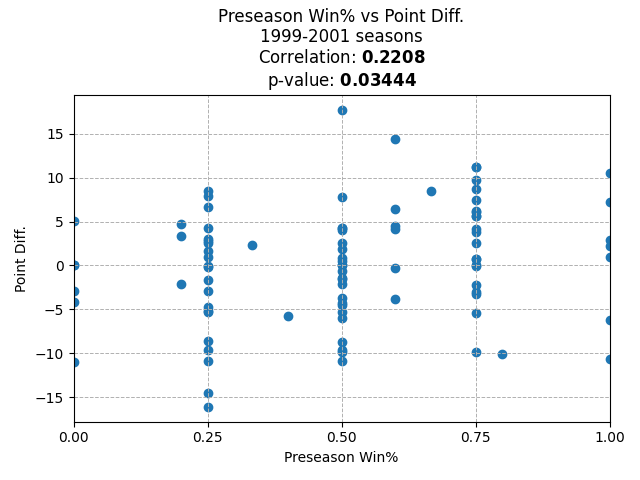 Preseason Win% vs Point Diff.
1999-2001 seasons
Correlation: 0.2208
p-value: 0.03444
15
10
5
0
−5
−10
−15
Point Diff.
0.00 0.25 0.50 0.75 1.00
Preseason Win%